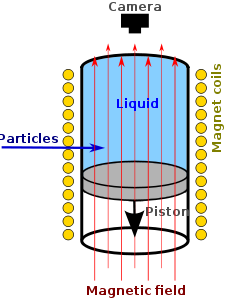 Camera
Magnet coils
Liquid
Particles
Piston
Magnetic field